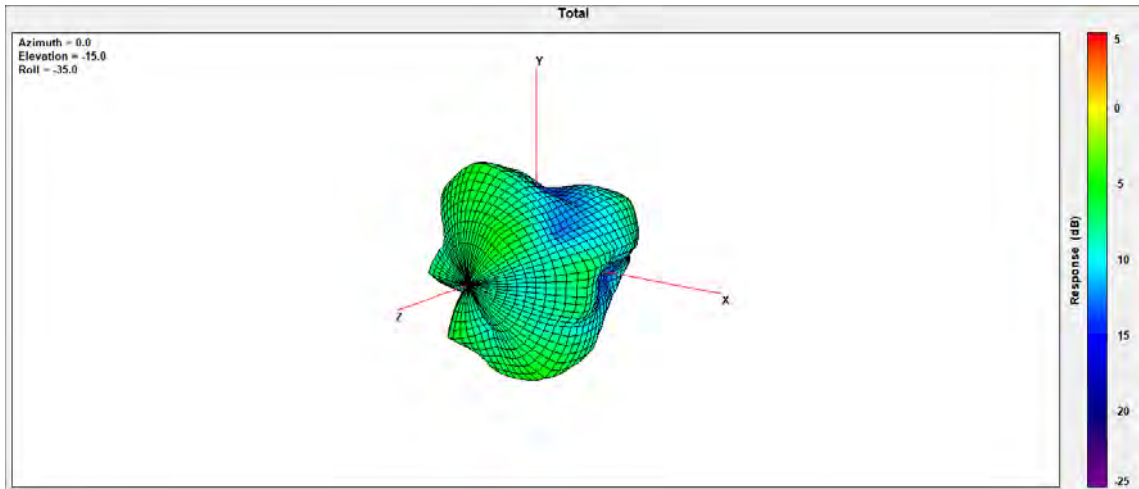 Total
Azimuth = 0.0
Elevation = -15.0
Roll = -35.0
Y
X
Z
5
0
-5
-10
-15
-20
-25
Response (dB)